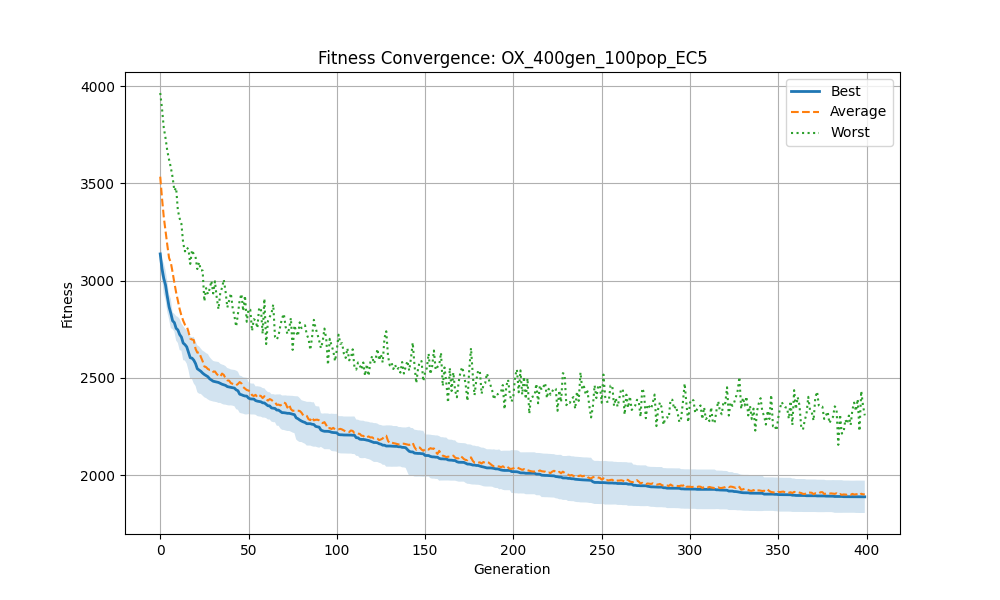 Fitness Convergence: OX_400gen_100pop_EC5
Best
Average
Worst
Fitness
4000
3500
3000
2500
2000
0 50 100 150 200 250 300 350 400
Generation